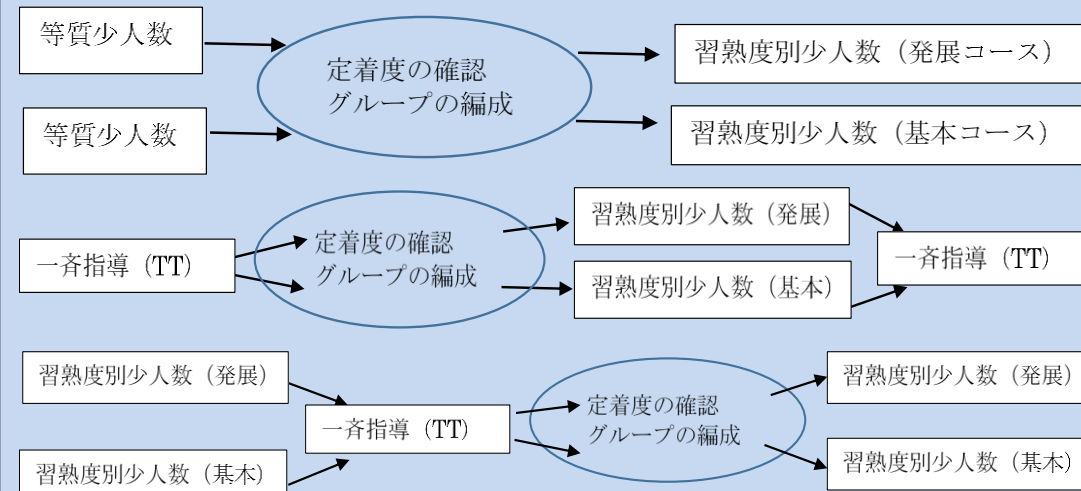 等質少人数
等質少人数
定着度の確認
グループの編成
習熟度別少人数（発展コース）
習熟度別少人数（基本コース）
一斉指導（TT）
定着度の確認
グループの編成
習熟度別少人数（発展）
習熟度別少人数（基本）
一斉指導（TT）
習熟度別少人数（発展）
習熟度別少人数（基本）
一斉指導（TT）
定着度の確認
グループの編成
習熟度別少人数（発展）
習熟度別少人数（基本）